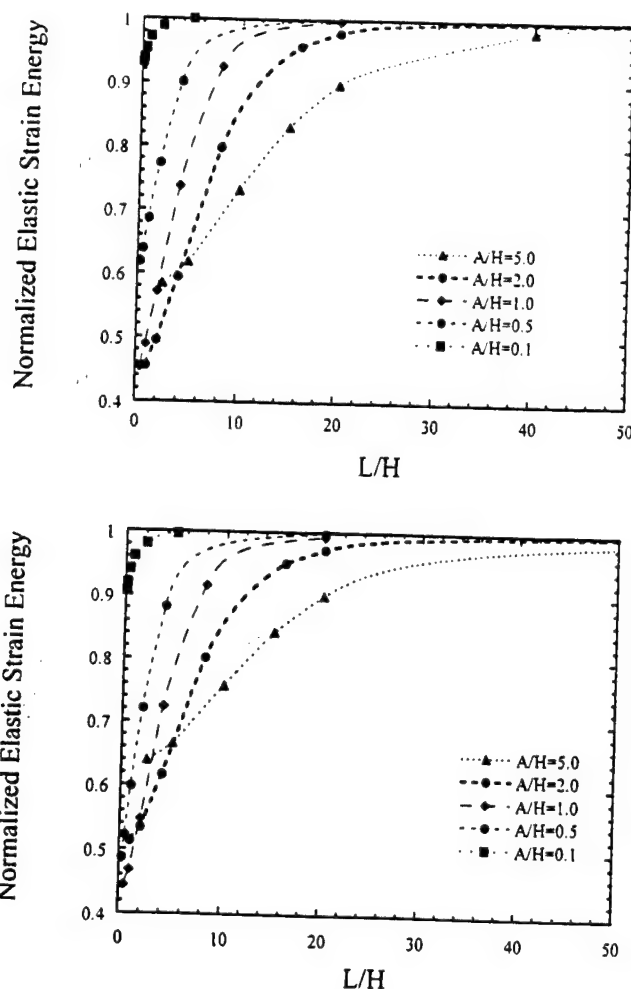 Normalized Elastic Strain Energy
1
0.9
0.8
0.7
0.6
0.5
0.4
0
10
20
30
40
50
L/H
A/H=5.0
A/H=2.0
A/H=1.0
A/H=0.5
A/H=0.1
Normalized Elastic Strain Energy
1
0.9
0.8
0.7
0.6
0.5
0.4
0
10
20
30
40
50
L/H
A/H=5.0
A/H=2.0
A/H=1.0
A/H=0.5
A/H=0.1